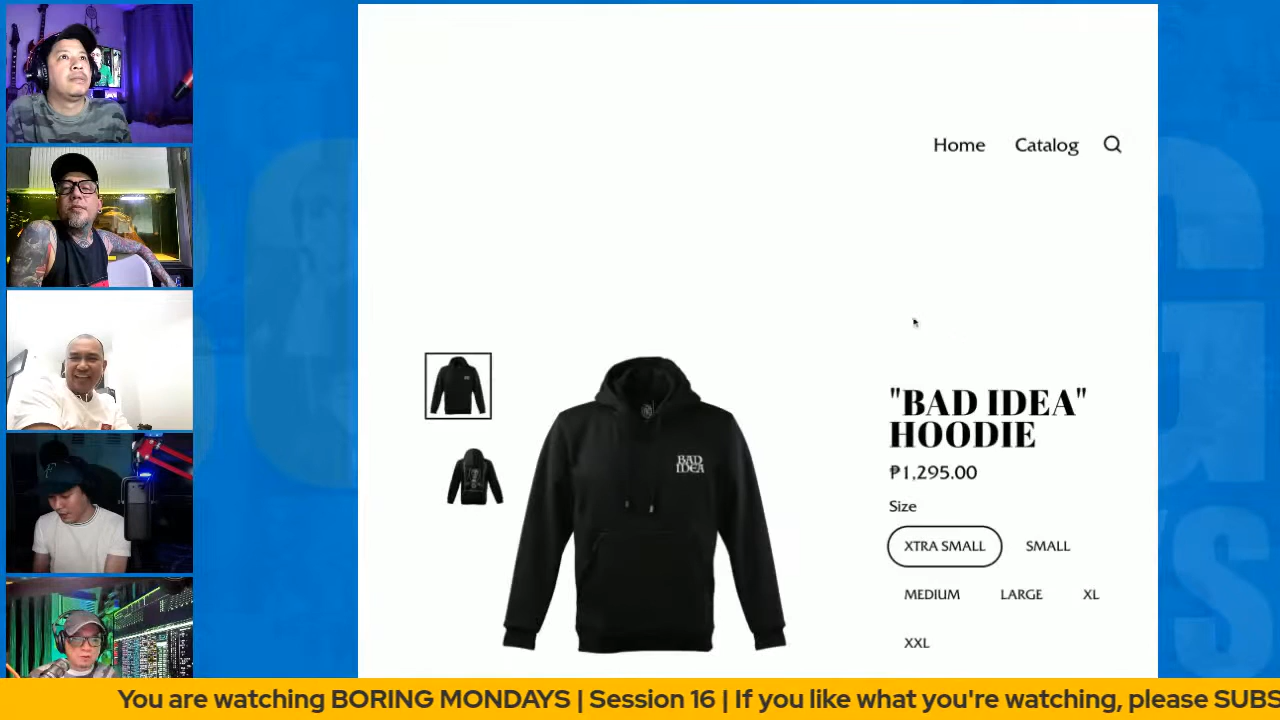 Home Catalog
BAD
IDEA
"BAD IDEA"
HOODIE
₱1,295.00
Size
XTRA SMALL SMALL
MEDIUM LARGE XL
XXL
You are watching BORING MONDAYS | Session 16 | If you like what you're watching, please SUBS